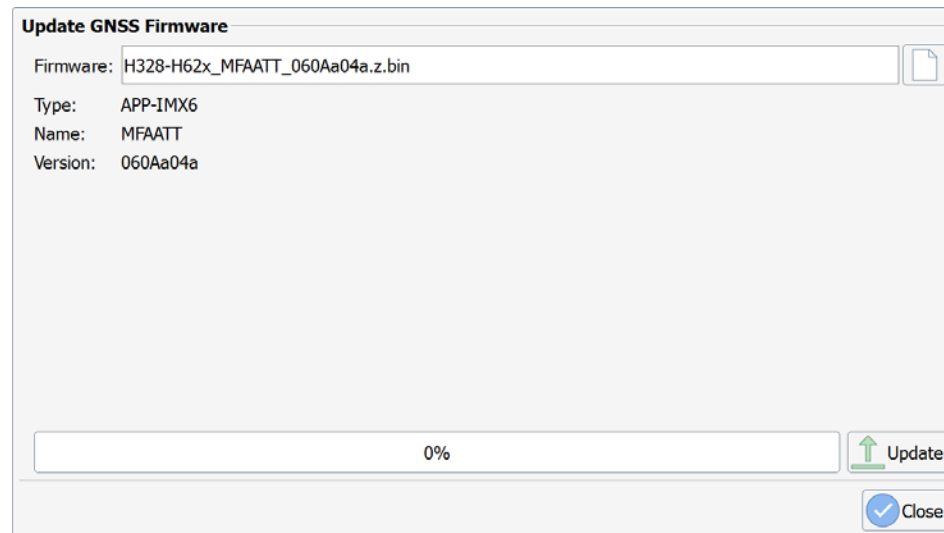 Update GNSS Firmware
Firmware: H328-H62x_MFAATT_060Aa04a.z.bin
Type: APP-IMX6
Name: MFAATT
Version: 060Aa04a
0%
Update
Close